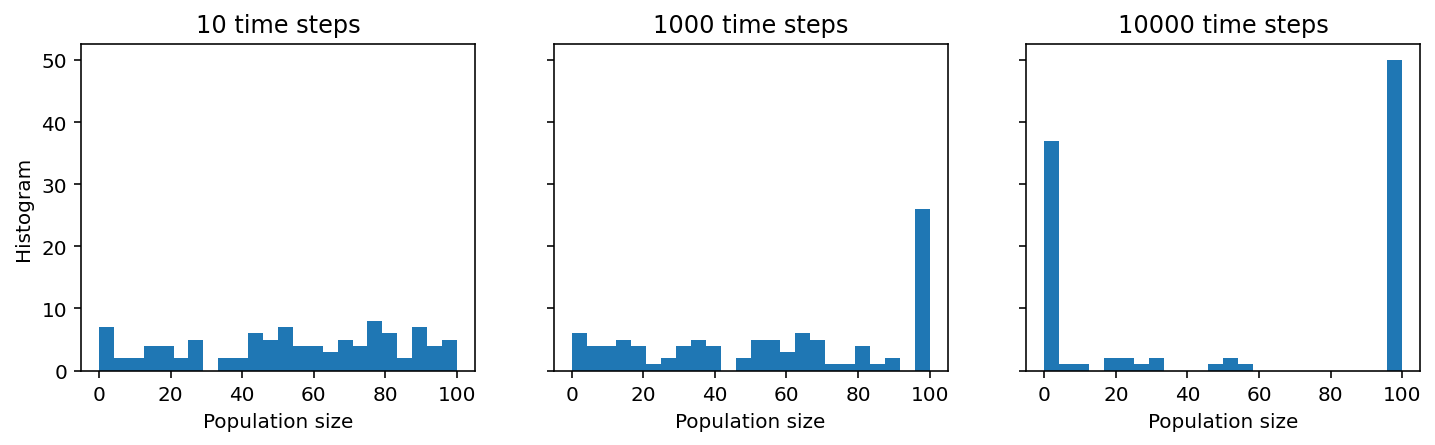 10 time steps
1000 time steps
10000 time steps
Histogram
50
40
30
20
10
0
0 20 40 60 80 100
0 20 40 60 80 100
0 20 40 60 80 100
Population size
Population size
Population size